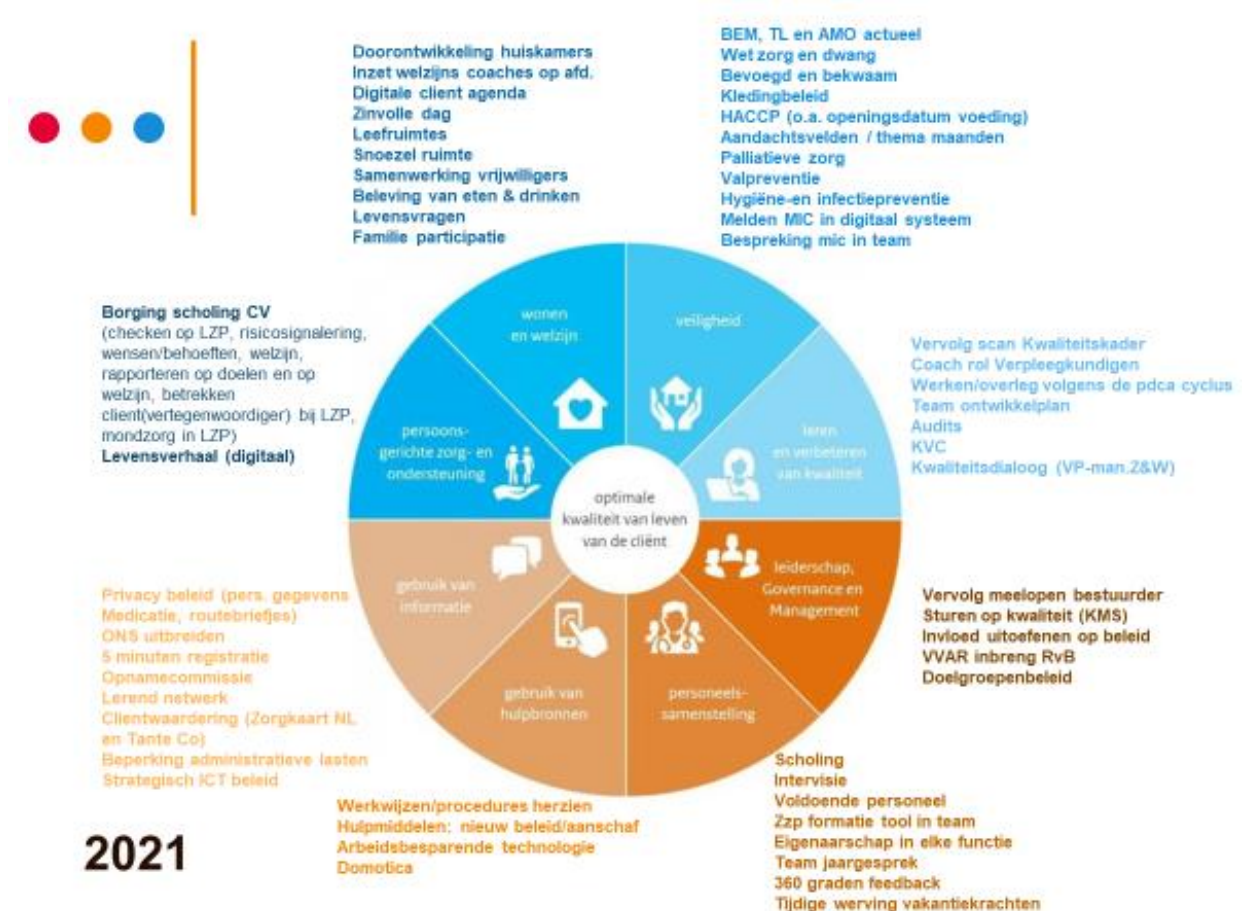 Doorontwikkeling huiskamers
Inzet welzijns coaches op afd.
Digitale client agenda
Zinvolle dag
Leefruimtes
Snoezel ruimte
Samenwerking vrijwilligers
Beleving van eten & drinken
Levensvragen
Familie participatie
BEM, TL en AMO actueel
Wet zorg en dwang
Bevoegd en bekwaam
Kledingbeleid
HACCP (o.a. openingsdatum voeding)
Aandachtsvelden / thema maanden
Palliatieve zorg
Valpreventie
Hygiëne-en infectiepreventie
Melden MIC in digitaal systeem
Bespreking mic in team
Borging scholing CV
(checken op LZP, risicosignalering,
wensen/behoeften, welzijn,
rapporteren op doelen en op
welzijn, betrekken
client(vertegenwoordiger) bij LZP,
mondzorg in LZP)
Levensverhaal (digitaal)
wonen
en welzijn
veiligheid
persoons-
gerichte zorg- en
ondersteuning
leren
en verbeteren
van kwaliteit
optimale
kwaliteit van leven
van de cliënt
gebruik van
informatie
leiderschap,
Governance en
Management
gebruik van
hulpbronnen
personeels-
samenstelling
Vervolg scan Kwaliteitskader
Coach rol Verpleegkundigen
Werken/overleg volgens de pdca cyclus
Team ontwikkelplan
Audits
KVC
Kwaliteitsdialoog (VP-man.Z&W)
Privacy beleid (pers. gegevens
Medicatie, routebriefjes)
ONS uitbreiden
5 minuten registratie
Opnamecommissie
Lerend netwerk
Clientwaardering (Zorgkaart NL
en Tante Co)
Beperking administratieve lasten
Strategisch ICT beleid
Vervolg meelopen bestuurder
Sturen op kwaliteit (KMS)
Invloed uitoefenen op beleid
VVAR inbreng RvB
Doelgroepenbeleid
Werkwijzen/procedures herzien
Hulpmiddelen: nieuw beleid/aanschaf
Arbeidsbesparende technologie
Domotica
Scholing
Intervisie
Voldoende personeel
Zzp formatie tool in team
Eigenaarschap in elke functie
Team jaargesprek
360 graden feedback
Tijdige werving vakantiekrachten
2021